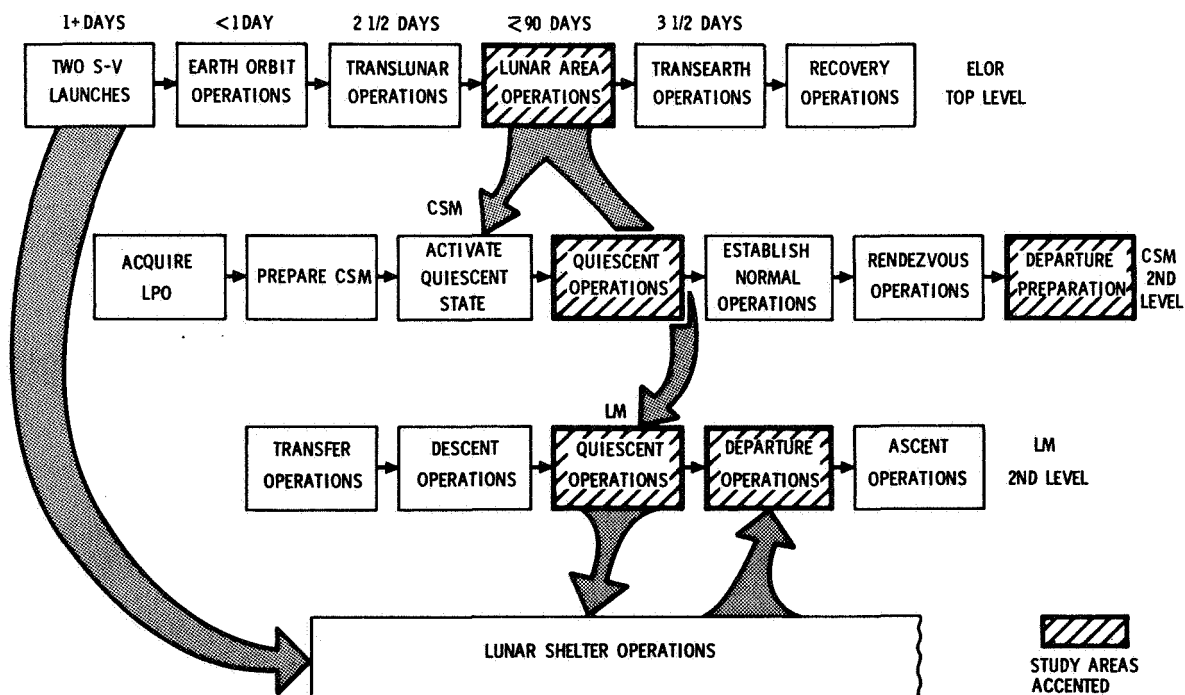 1+ DAYS
<1 DAY
2 1/2 DAYS
≷90 DAYS
3 1/2 DAYS
TWO S-V
LAUNCHES
EARTH ORBIT
OPERATIONS
TRANSLUNAR
OPERATIONS
LUNAR AREA
OPERATIONS
TRANSEARTH
OPERATIONS
RECOVERY
OPERATIONS
ELOR
TOP LEVEL
CSM
ACQUIRE
LPO
PREPARE CSM
ACTIVATE
QUIESCENT
STATE
QUIESCENT
OPERATIONS
ESTABLISH
NORMAL
OPERATIONS
RENDEZVOUS
OPERATIONS
DEPARTURE
PREPARATION
CSM
2ND
LEVEL
LM
TRANSFER
OPERATIONS
DESCENT
OPERATIONS
QUIESCENT
OPERATIONS
DEPARTURE
OPERATIONS
ASCENT
OPERATIONS
LM
2ND LEVEL
LUNAR SHELTER OPERATIONS
STUDY AREAS
ACCENTED